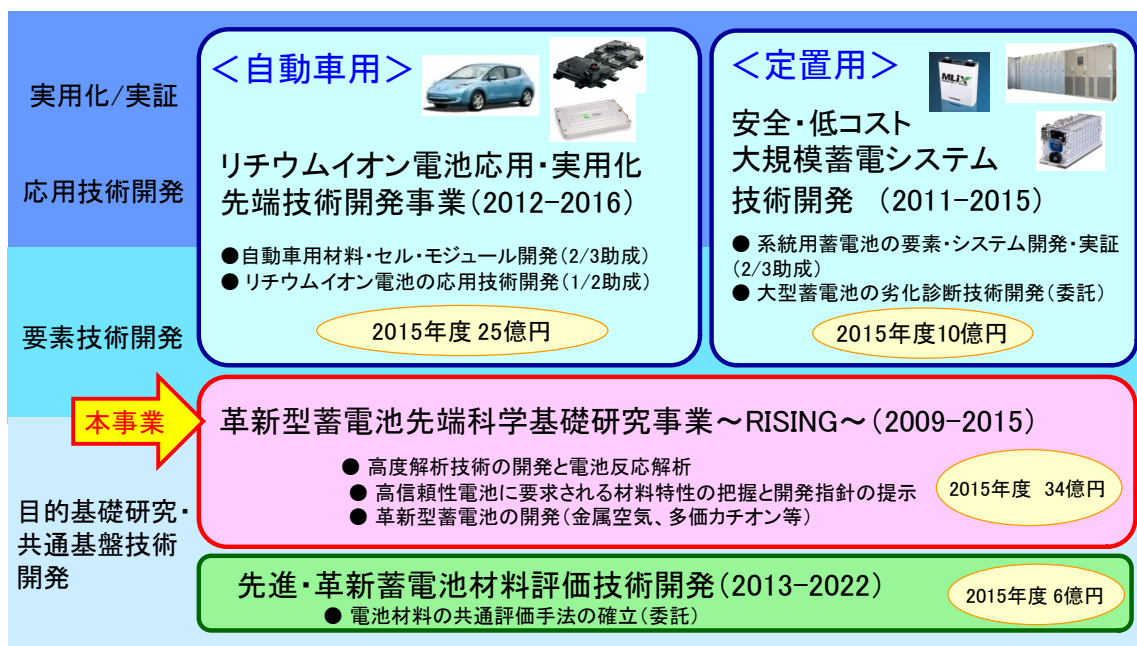 実用化/実証
応用技術開発
要素技術開発
目的基礎研究・
共通基盤技術
開発
<自動車用>
リチウムイオン電池応用・実用化
先端技術開発事業(2012-2016)
●自動車用材料・セル・モジュール開発(2/3助成)
● リチウムイオン電池の応用技術開発(1/2助成)
2015年度 25億円
<定置用>
MLIX
安全・低コスト
大規模蓄電システム
技術開発 (2011-2015)
● 系統用蓄電池の要素・システム開発・実証
(2/3助成)
● 大型蓄電池の劣化診断技術開発(委託)
2015年度10億円
本事業
革新型蓄電池先端科学基礎研究事業~RISING~(2009-2015)
● 高度解析技術の開発と電池反応解析
● 高信頼性電池に要求される材料特性の把握と開発指針の提示
● 革新型蓄電池の開発(金属空気、多価カチオン等)
2015年度 34億円
先進・革新蓄電池材料評価技術開発(2013-2022)
● 電池材料の共通評価手法の確立(委託)
2015年度 6億円